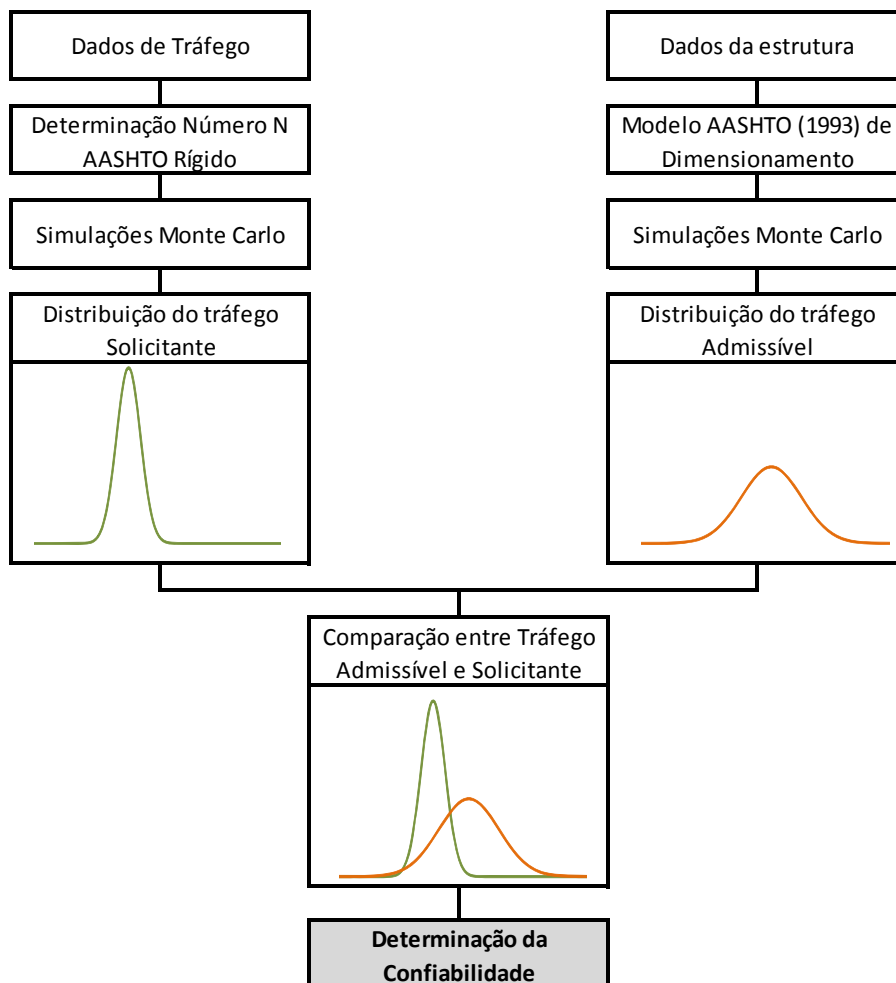 Dados de Tráfego
Determinação Número N
AASHTO Rígido
Simulações Monte Carlo
Distribuição do tráfego
Solicitante
Dados da estrutura
Modelo AASHTO (1993) de
Dimensionamento
Simulações Monte Carlo
Distribuição do tráfego
Admissível
Comparação entre Tráfego
Admissível e Solicitante
Determinação da
Confiabilidade